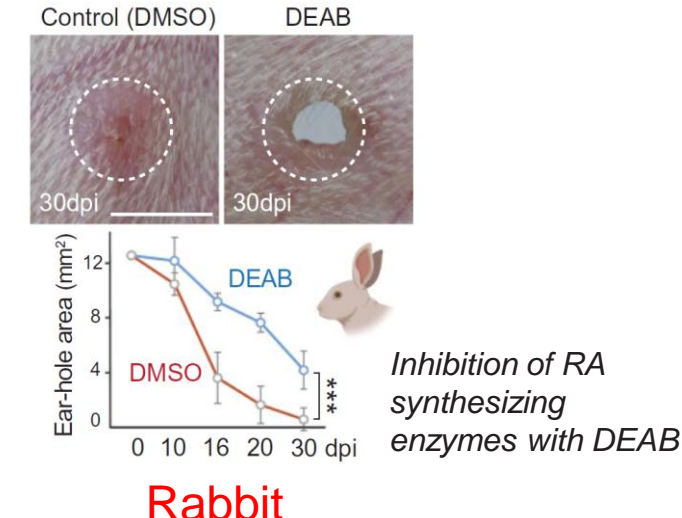 Control (DMSO) DEAB
30dpi 30dpi
Ear-hole area (mm²)
12
8
4
0
DEAB
DMSO
***
0 10 16 20 30 dpi
Inhibition of RA
synthesizing
enzymes with DEAB
Rabbit